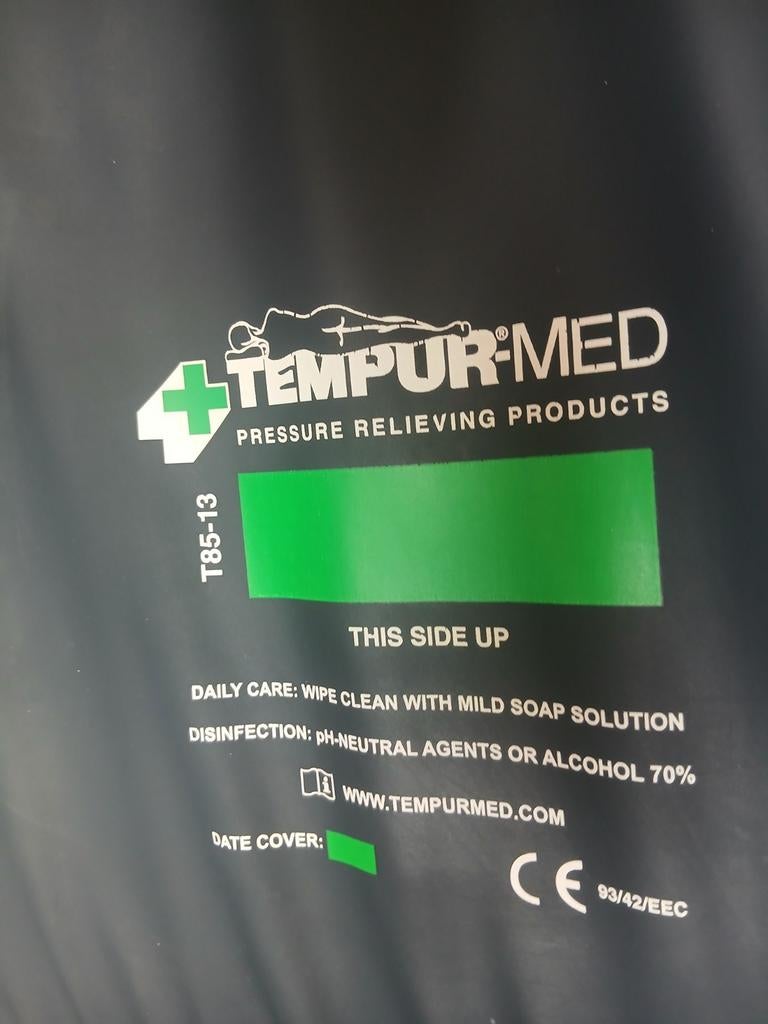 TEMPUR®-MED
PRESSURE RELIEVING PRODUCTS
T85-13
THIS SIDE UP
DAILY CARE: WIPE CLEAN WITH MILD SOAP SOLUTION
DISINFECTION: pH-NEUTRAL AGENTS OR ALCOHOL 70%
WWW.TEMPURMED.COM
DATE COVER:
CE 93/42/EEC